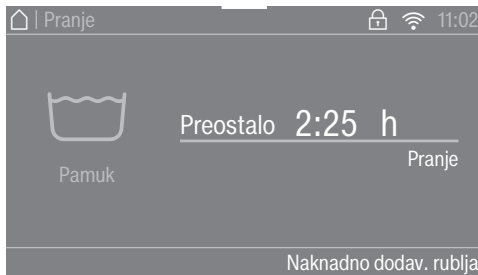 | Pranje 11:02
Preostalo 2:25 h
Pranje
Pamuk
Naknadno dodav. rublja